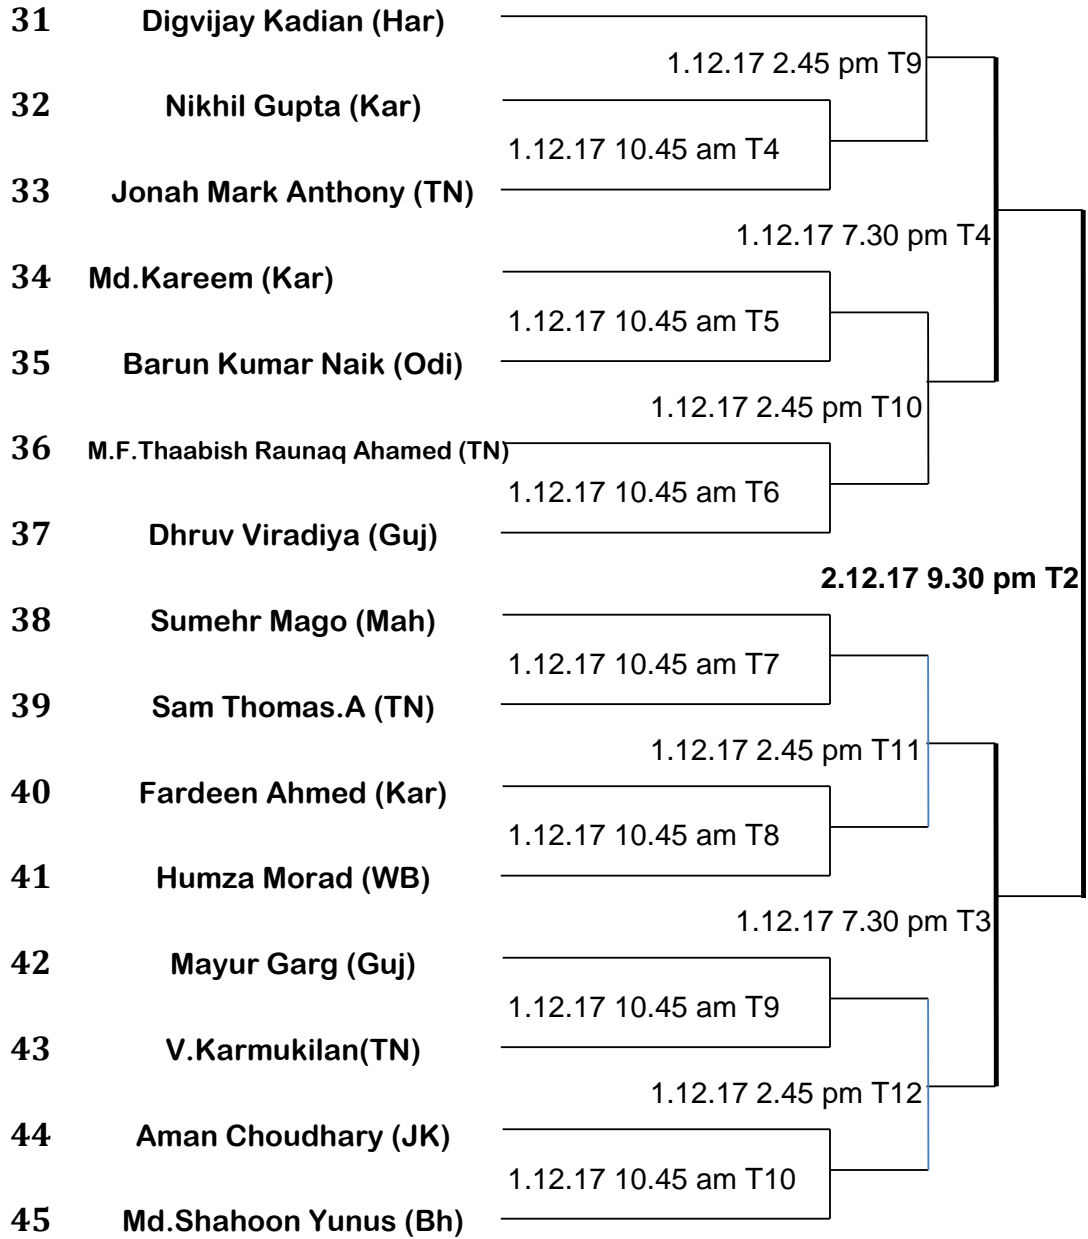 31 Digvijay Kadian (Har)
1.12.17 2.45 pm T9
32 Nikhil Gupta (Kar)
1.12.17 10.45 am T4
33 Jonah Mark Anthony (TN)
1.12.17 7.30 pm T4
34 Md.Kareem (Kar)
1.12.17 10.45 am T5
35 Barun Kumar Naik (Odi)
1.12.17 2.45 pm T10
36 M.F.Thaabish Raunaq Ahamed (TN)
1.12.17 10.45 am T6
37 Dhruv Viradiya (Guj)
2.12.17 9.30 pm T2
38 Sumehr Mago (Mah)
1.12.17 10.45 am T7
39 Sam Thomas.A (TN)
1.12.17 2.45 pm T11
40 Fardeen Ahmed (Kar)
1.12.17 10.45 am T8
41 Humza Morad (WB)
1.12.17 7.30 pm T3
42 Mayur Garg (Guj)
1.12.17 10.45 am T9
43 V.Karmukilan(TN)
1.12.17 2.45 pm T12
44 Aman Choudhary (JK)
1.12.17 10.45 am T10
45 Md.Shahoon Yunus (Bh)